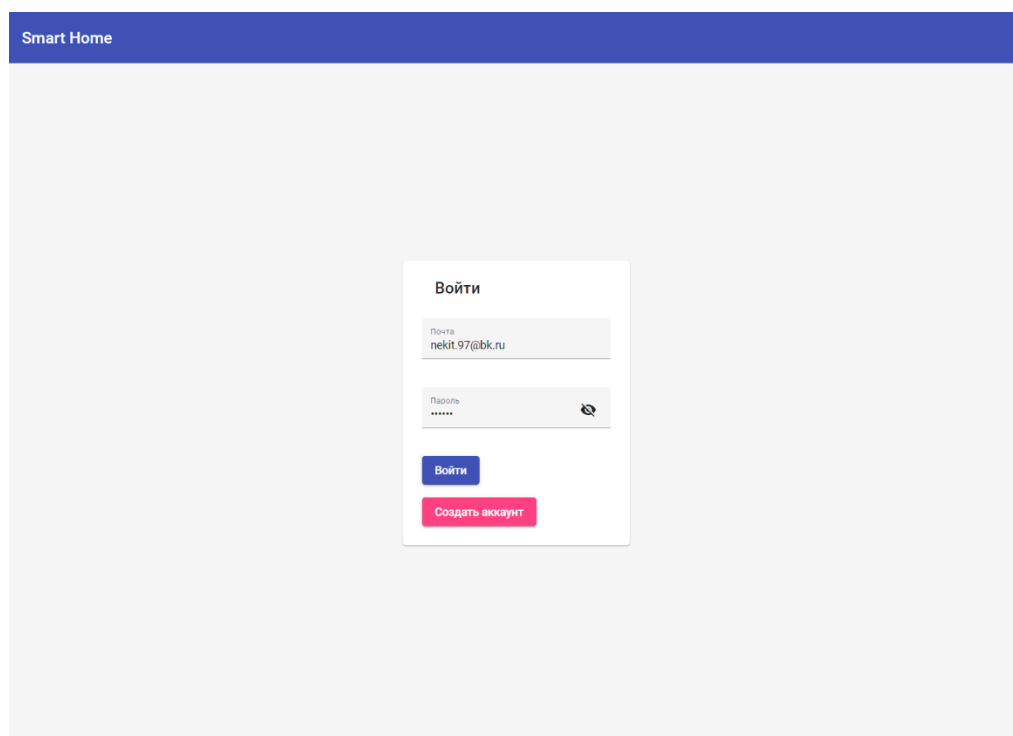 Smart Home
Войти
Почта
nekit.97@bk.ru
Пароль
••••••
Войти
Создать аккаунт